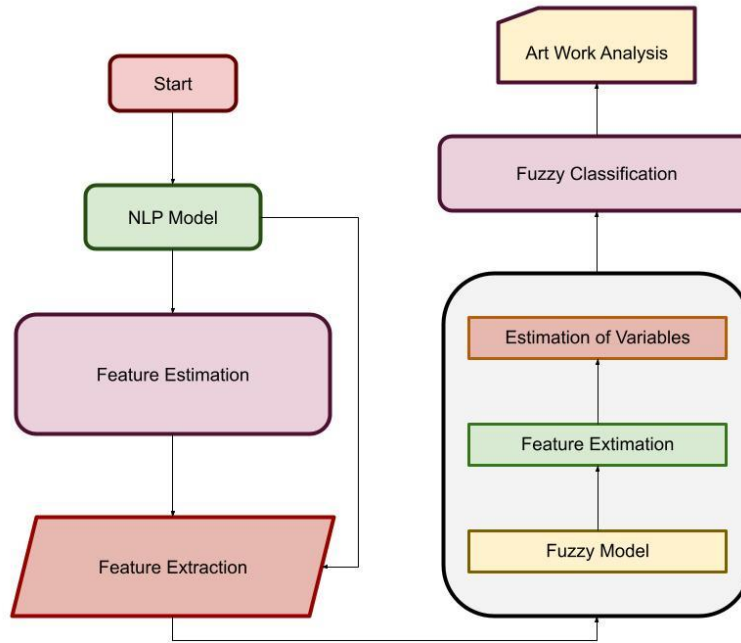 Start
NLP Model
Feature Estimation
Feature Extraction
Art Work Analysis
Fuzzy Classification
Estimation of Variables
Feature Extimation
Fuzzy Model